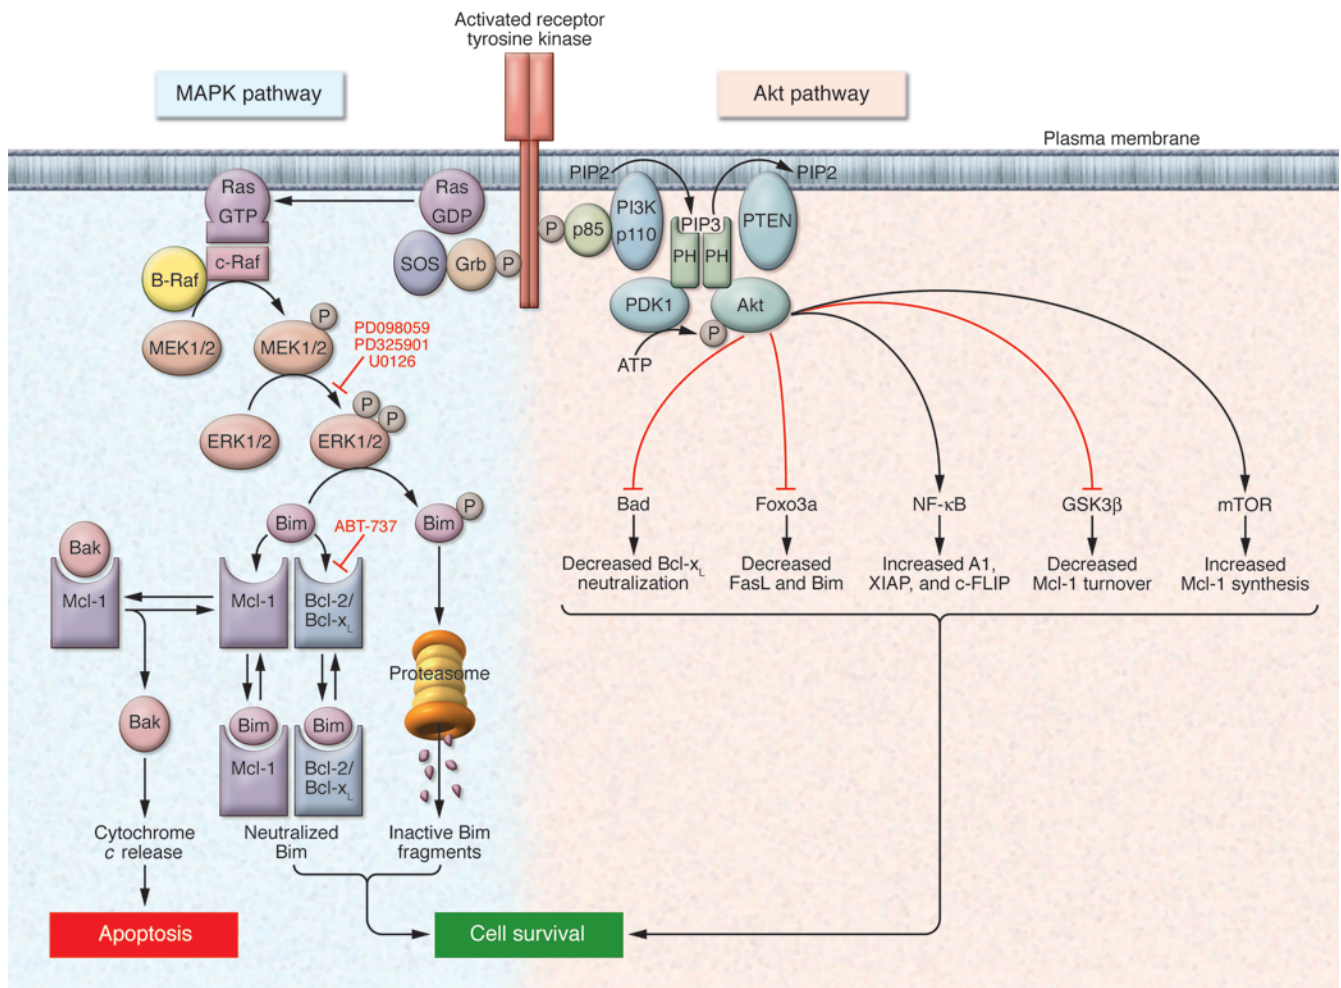 Activated receptor
tyrosine kinase
MAPK pathway
Akt pathway
Plasma membrane
Ras
GTP
Ras
GDP
c-Raf
B-Raf
SOS
Grb
P
MEK1/2
MEK1/2
P
PD098059
PD325901
U0126
ERK1/2
ERK1/2
P
P
Bim
Bim
P
ABT-737
Bak
Mcl-1
Mcl-1
Bcl-2/
Bcl-xL
Proteasome
Bak
Bim
Bim
Mcl-1
Bcl-2/
Bcl-xL
Cytochrome
c release
Neutralized
Bim
Inactive Bim
fragments
Apoptosis
Cell survival
PIP2
PIP2
P
p85
PI3K
p110
PIP3
PH
PH
PTEN
PDK1
Akt
P
ATP
Bad
Foxo3a
NF-κB
GSK3β
mTOR
Decreased Bcl-xL
neutralization
Decreased
FasL and Bim
Increased A1,
XIAP, and c-FLIP
Decreased
Mcl-1 turnover
Increased
Mcl-1 synthesis